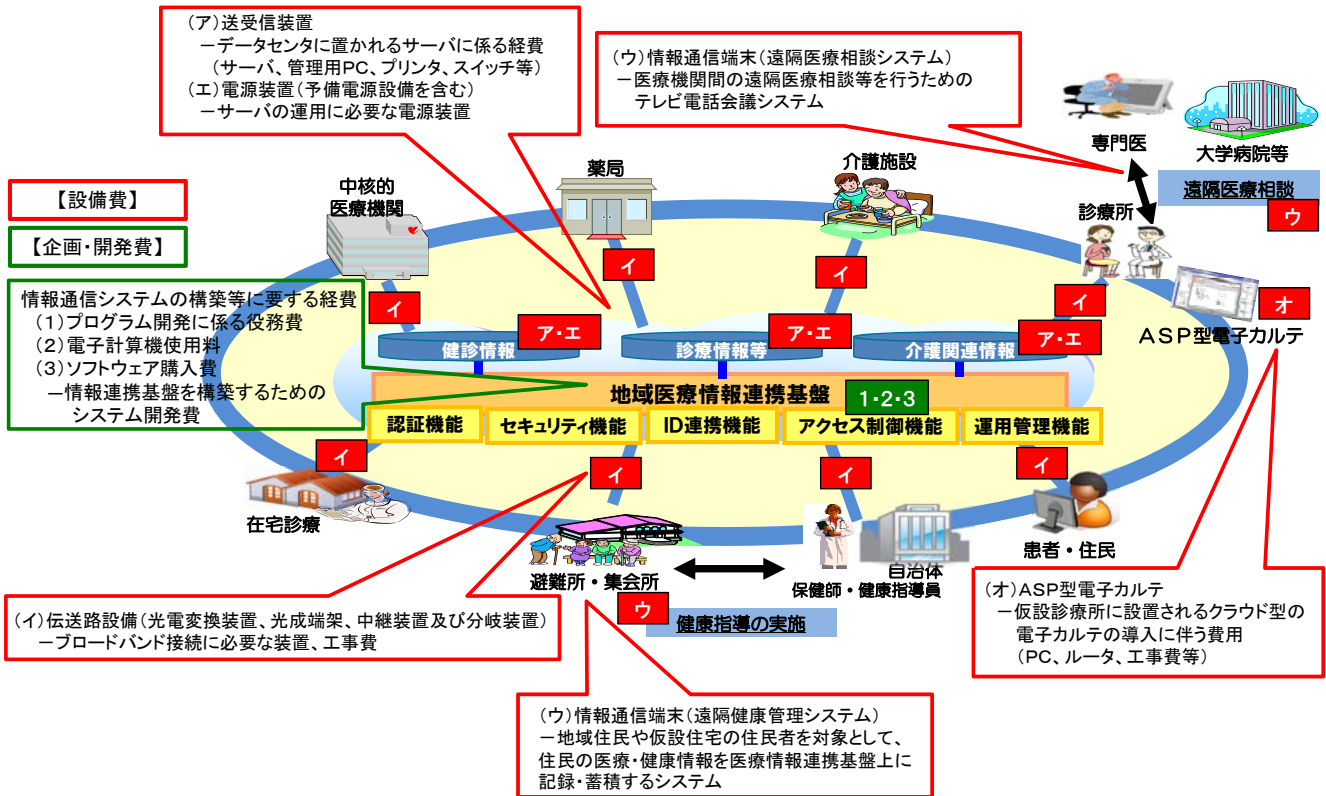 (ア)送受信装置
－データセンタに置かれるサーバに係る経費
(サーバ、管理用PC、プリンタ、スイッチ等)
(エ)電源装置(予備電源設備を含む)
－サーバの運用に必要な電源装置
(ウ)情報通信端末(遠隔医療相談システム)
－医療機関間の遠隔医療相談等を行うための
テレビ電話会議システム
専門医
大学病院等
遠隔医療相談
ウ
診療所
【設備費】
【企画・開発費】
中核的
医療機関
薬局
介護施設
イ
イ
イ
イ
オ
ASP型電子カルテ
情報通信システムの構築等に要する経費
(1)プログラム開発に係る役務費
(2)電子計算機使用料
(3)ソフトウェア購入費
－情報連携基盤を構築するための
システム開発費
健診情報
ア・エ
診療情報等
ア・エ
介護関連情報
ア・エ
地域医療情報連携基盤
1・2・3
認証機能
セキュリティ機能
ID連携機能
アクセス制御機能
運用管理機能
イ
イ
イ
イ
在宅診療
避難所・集会所
ウ
健康指導の実施
自治体
保健師・健康指導員
患者・住民
(イ)伝送路設備(光電変換装置、光成端架、中継装置及び分岐装置)
－ブロードバンド接続に必要な装置、工事費
(オ)ASP型電子カルテ
－仮設診療所に設置されるクラウド型の
電子カルテの導入に伴う費用
(PC、ルータ、工事費等)
(ウ)情報通信端末(遠隔健康管理システム)
－地域住民や仮設住宅の住民者を対象として、
住民の医療・健康情報を医療情報連携基盤上に
記録・蓄積するシステム